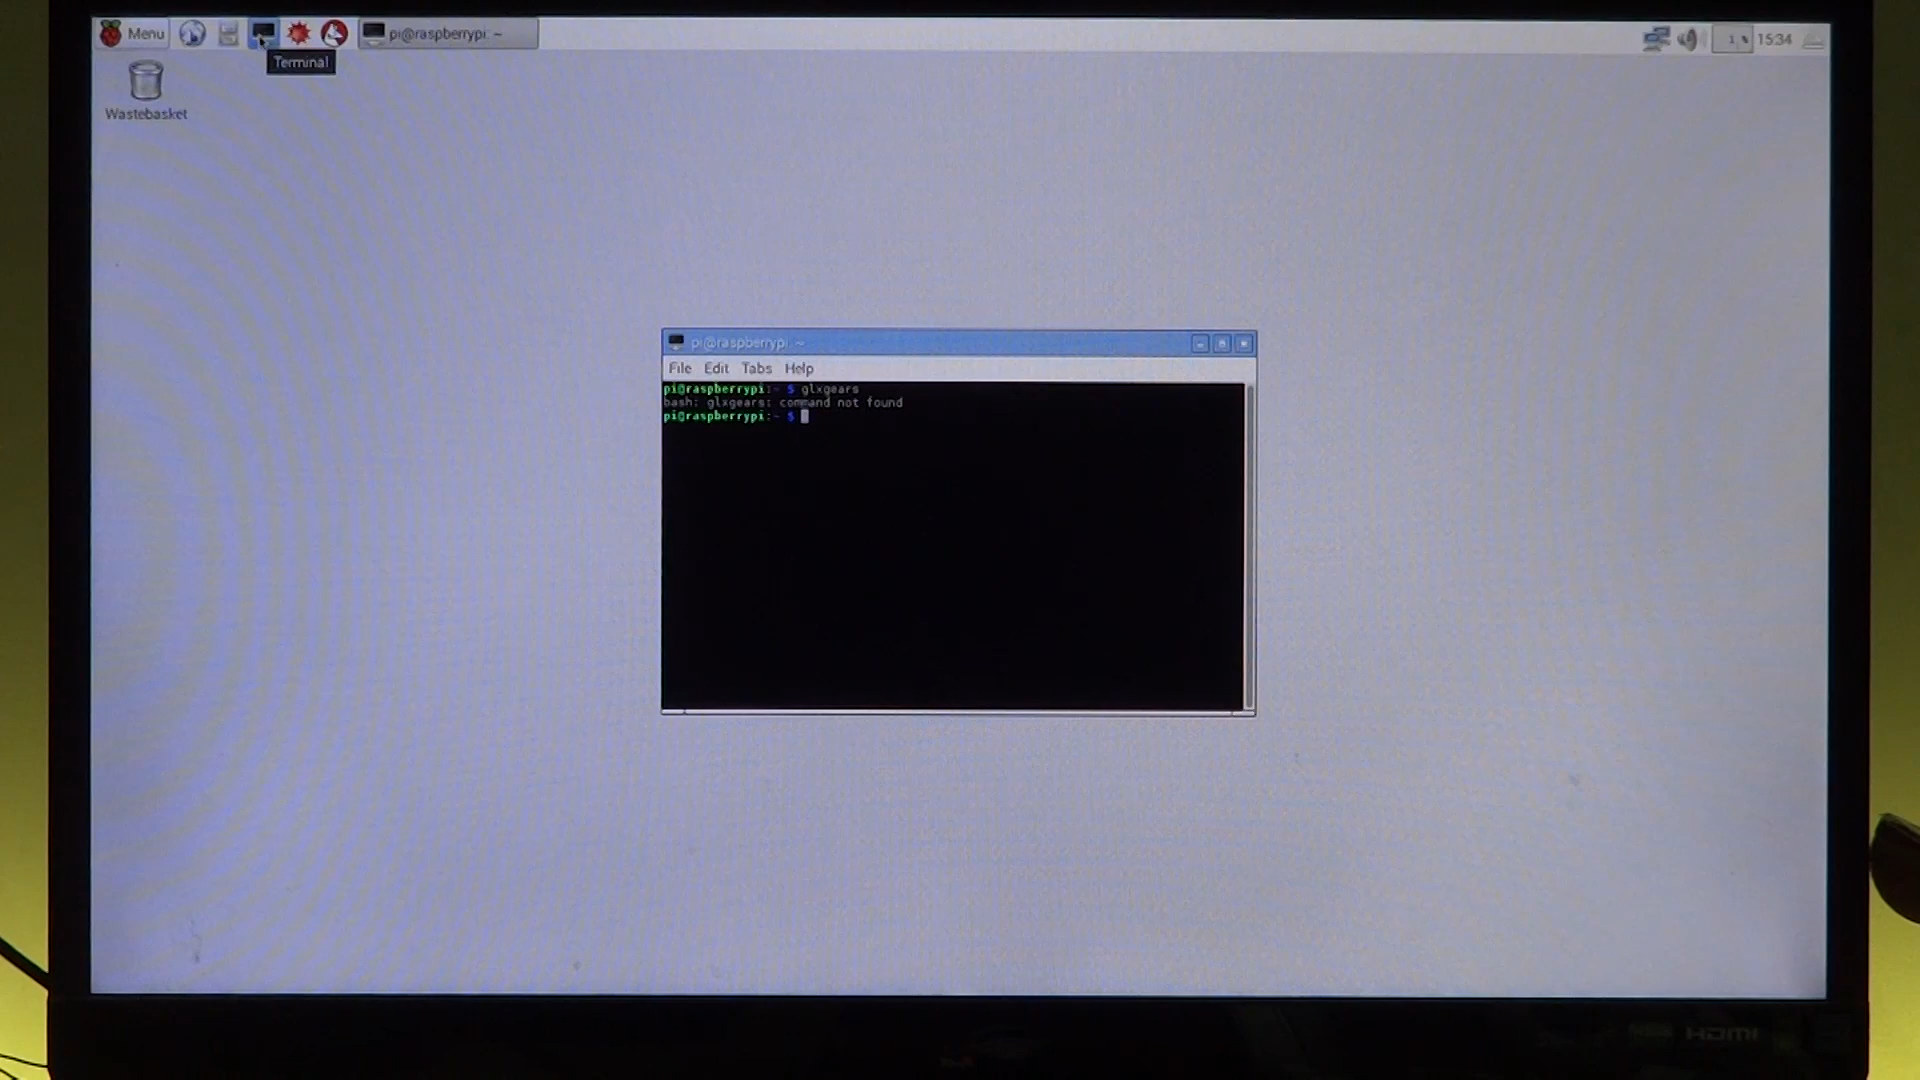 Menu
pi@raspberrypi: ~
15:34
Terminal
Wastebasket
pi@raspberrypi: ~
File Edit Tabs Help
pi@raspberrypi:~ $ glxgears
bash: glxgears: command not found
pi@raspberrypi:~ $
HDMI